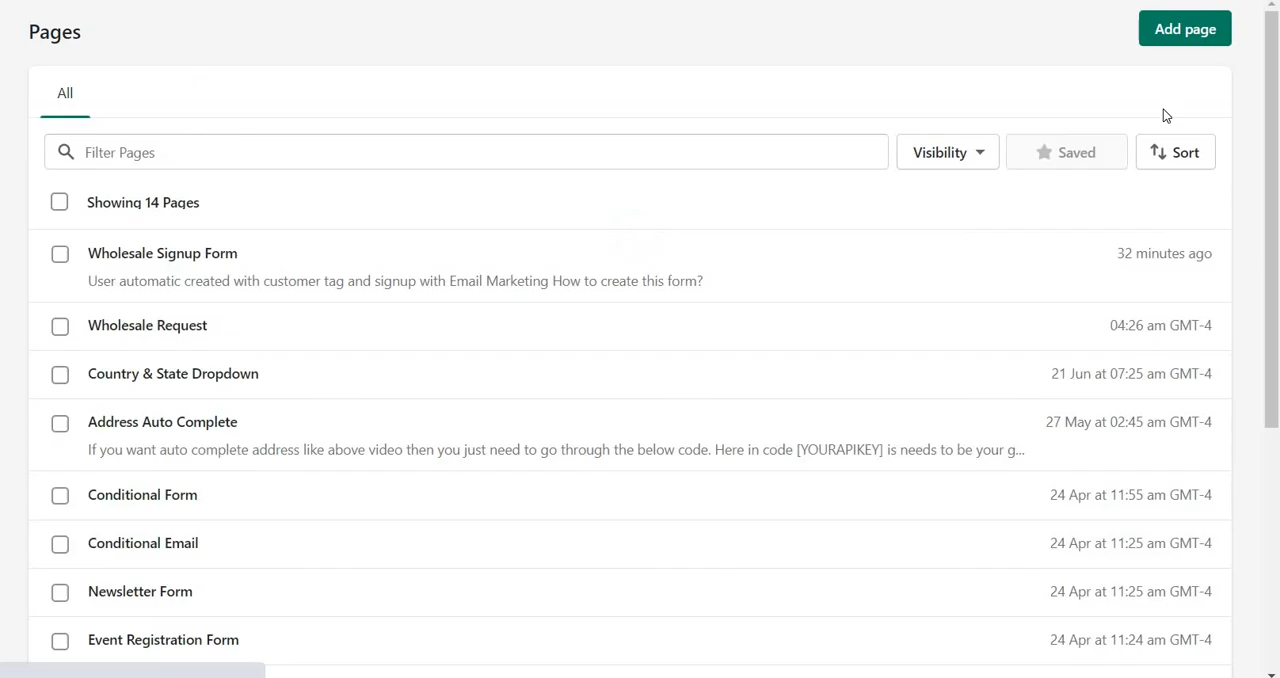 Pages
Add page
All
Filter Pages
Visibility
Saved
Sort
Showing 14 Pages
Wholesale Signup Form
32 minutes ago
User automatic created with customer tag and signup with Email Marketing How to create this form?
Wholesale Request
04:26 am GMT-4
Country & State Dropdown
21 Jun at 07:25 am GMT-4
Address Auto Complete
27 May at 02:45 am GMT-4
If you want auto complete address like above video then you just need to go through the below code. Here in code [YOURAPIKEY] is needs to be your g...
Conditional Form
24 Apr at 11:55 am GMT-4
Conditional Email
24 Apr at 11:25 am GMT-4
Newsletter Form
24 Apr at 11:25 am GMT-4
Event Registration Form
24 Apr at 11:24 am GMT-4